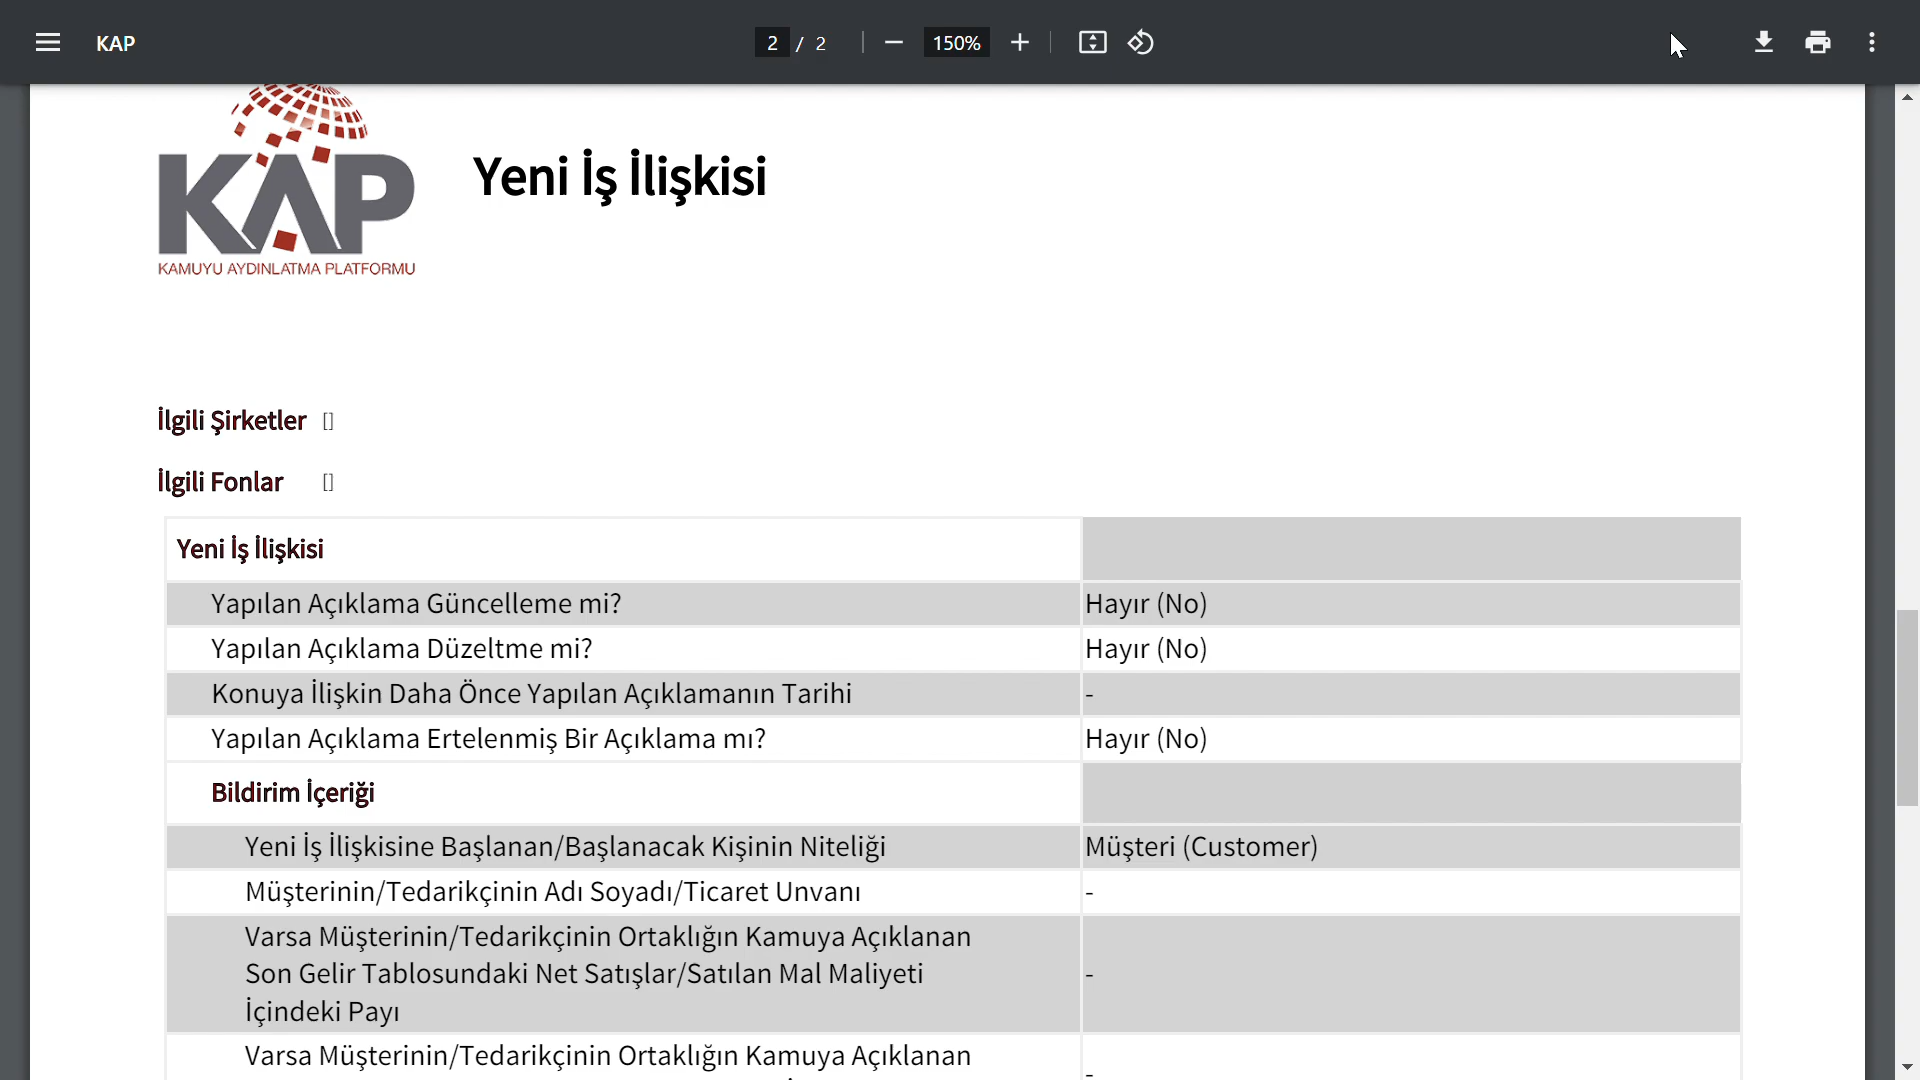 KAP
2 / 2
150%
KAP
KAMUYU AYDINLATMA PLATFORMU
Yeni İş İlişkisi
İlgili Şirketler []
İlgili Fonlar []
Yeni İş İlişkisi
Yapılan Açıklama Güncelleme mi? Hayır (No)
Yapılan Açıklama Düzeltme mi? Hayır (No)
Konuya İlişkin Daha Önce Yapılan Açıklamanın Tarihi -
Yapılan Açıklama Ertelenmiş Bir Açıklama mı? Hayır (No)
Bildirim İçeriği
Yeni İş İlişkisine Başlanan/Başlanacak Kişinin Niteliği Müşteri (Customer)
Müşterinin/Tedarikçinin Adı Soyadı/Ticaret Unvanı -
Varsa Müşterinin/Tedarikçinin Ortaklığın Kamuya Açıklanan
Son Gelir Tablosundaki Net Satışlar/Satılan Mal Maliyeti -
İçindeki Payı
Varsa Müşterinin/Tedarikçinin Ortaklığın Kamuya Açıklanan
-